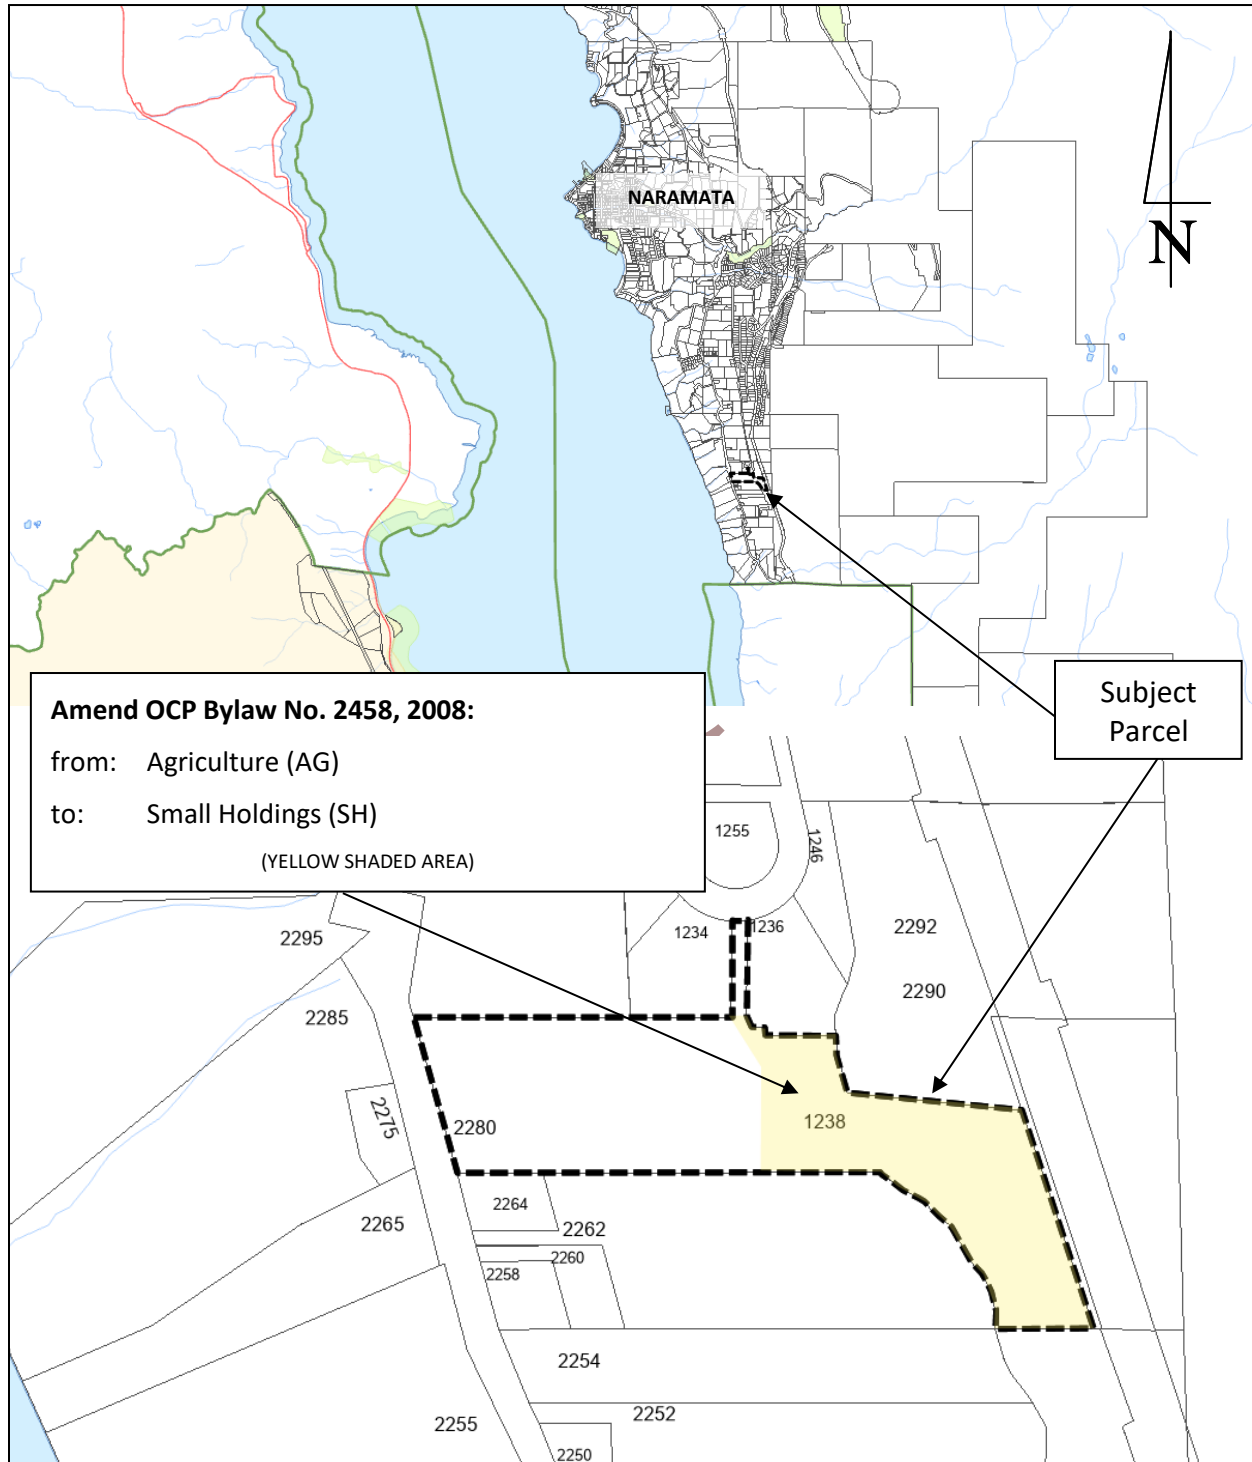 NARAMATA
N
Subject
Parcel
Amend OCP Bylaw No. 2458, 2008:
from: Agriculture (AG)
to: Small Holdings (SH)
(YELLOW SHADED AREA)
1255
1246
1234
1236
2292
2295
2290
2285
2275
2280
1238
2264
2265
2262
2260
2258
2254
2255
2252
2250